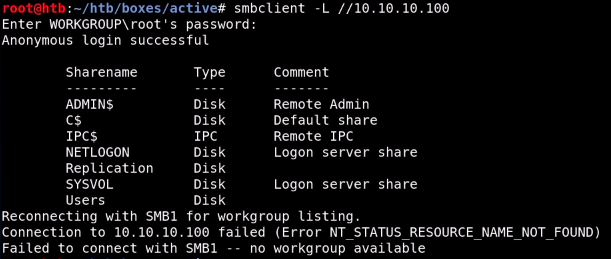 root@htb:~/htb/boxes/active# smbclient -L //10.10.10.100
Enter WORKGROUP\root's password:
Anonymous login successful
Sharename Type Comment
--------- ---- -------
ADMIN$ Disk Remote Admin
C$ Disk Default share
IPC$ IPC Remote IPC
NETLOGON Disk Logon server share
Replication Disk
SYSVOL Disk Logon server share
Users Disk
Reconnecting with SMB1 for workgroup listing.
Connection to 10.10.10.100 failed (Error NT_STATUS_RESOURCE_NAME_NOT_FOUND)
Failed to connect with SMB1 -- no workgroup available